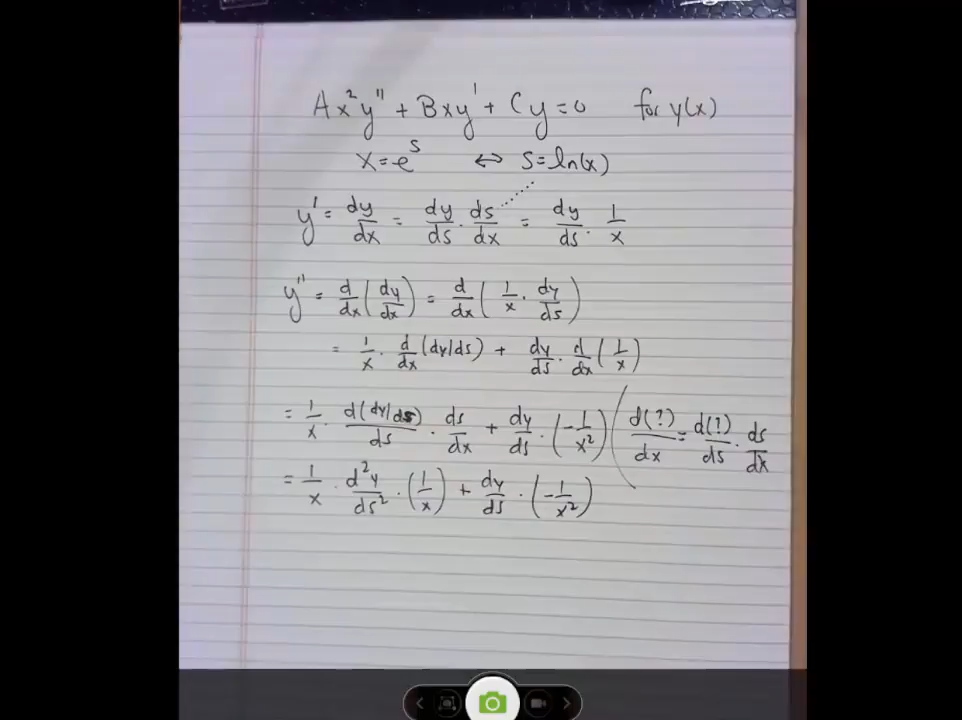 Ax²y'' + Bxy' + Cy = 0 for y(x)
x = e^s ⇔ s = ln(x)
y' = dy/dx = dy/ds · ds/dx = dy/ds · 1/x
y'' = d/dx (dy/dx) = d/dx (1/x · dy/ds)
= 1/x · d/dx (dy/ds) + dy/ds · d/dx (1/x)
= 1/x · d(dy/ds)/ds · ds/dx + dy/ds · (-1/x²) ( d(?)/dx = d(?)/ds · ds/dx
= 1/x · d²y/ds² · (1/x) + dy/ds · (-1/x²)